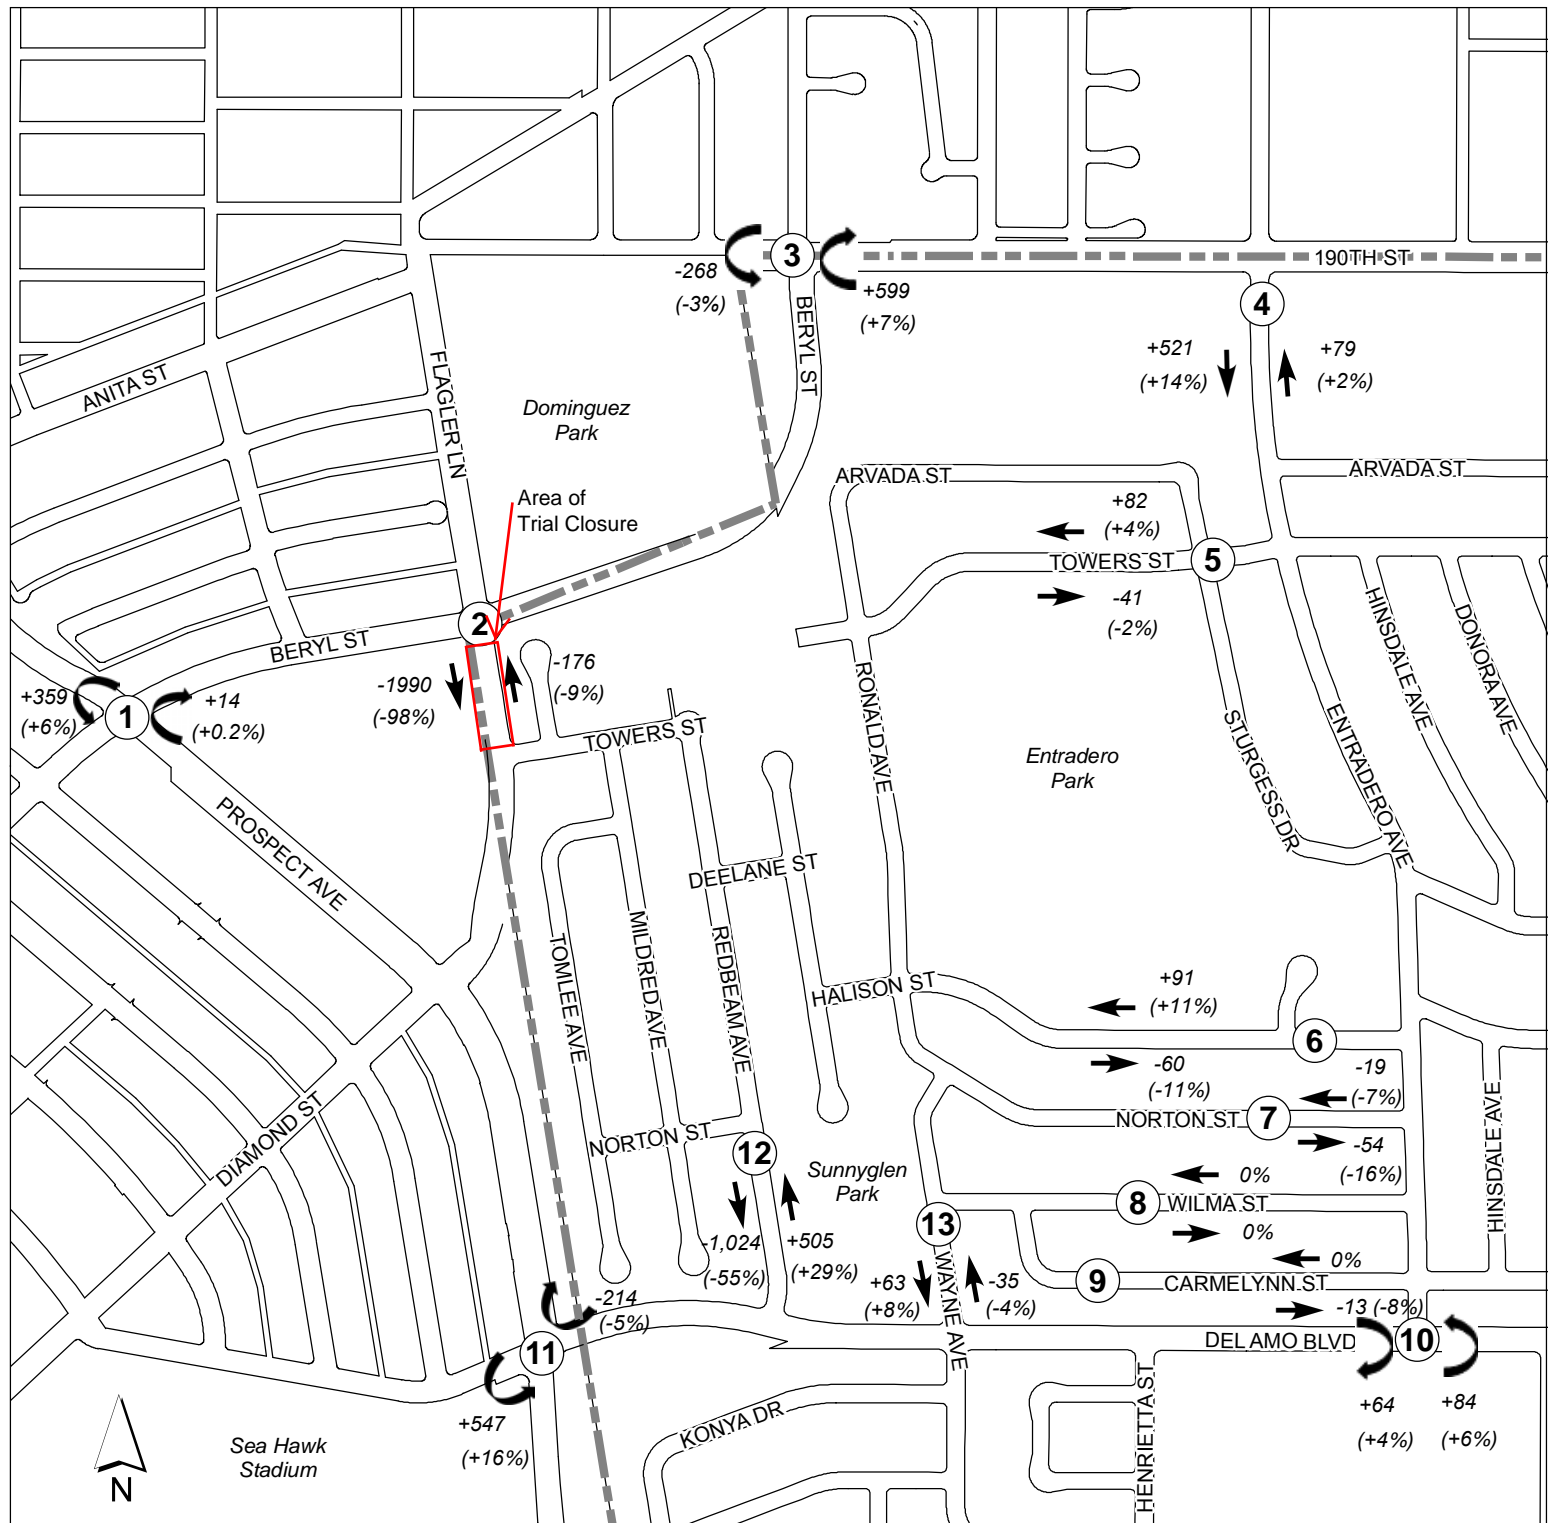 3
190TH ST
-268
(-3%)
+599
(+7%)
BERYL ST
4
+521
(+14%)
+79
(+2%)
FLAGLER LN
ANITA ST
Dominguez
Park
ARVADA ST
ARVADA ST
Area of
Trial Closure
+82
(+4%)
TOWERS ST
5
-41
(-2%)
HINSDALE AVE
DONORA AVE
2
BERYL ST
-1990
(-98%)
-176
(-9%)
+359
(+6%)
1
+14
(+0.2%)
TOWERS ST
RONALD AVE
Entradero
Park
STURGESS DR
ENTRADERO AVE
PROSPECT AVE
DEELANE ST
TOMLEE AVE
MILDRED AVE
REDBEAM AVE
HALISON ST
+91
(+11%)
6
-60
(-11%)
-19
(-7%)
NORTON ST
7
-54
(-16%)
HINSDALE AVE
DIAMOND ST
NORTON ST
12
Sunnyglen
Park
0%
8
WILMA ST
0%
13
-1,024
(-55%)
+505
(+29%)
0%
9
CARMELYNN ST
+63
(+8%)
WAYNE AVE
-35
(-4%)
-13 (-8%)
-214
(-5%)
11
DEL AMO BLVD
10
+547
(+16%)
KONYA DR
HENRIETTA ST
+64
(+4%)
+84
(+6%)
Sea Hawk
Stadium
N